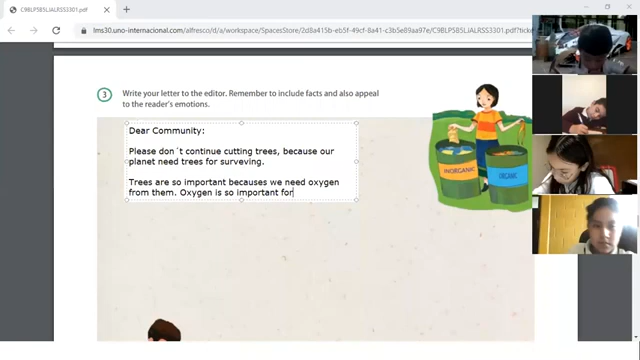 C9BLP5B5LJALRSS3301.pdf
lms30.uno-internacional.com/alfresco/d/a/workspace/SpacesStore/2d8a415b-eb5f-49cf-8a41-c3b5e89aa97e/C9BLP5B5LJALRSS3301.pdf?ticke
3 Write your letter to the editor. Remember to include facts and also appeal
to the reader's emotions.
Dear Community:
Please don´t continue cutting trees, because our
planet need trees for surveving.
Trees are so important becauses we need oxygen
from them. Oxygen is so important for
INORGANIC
ORGANIC